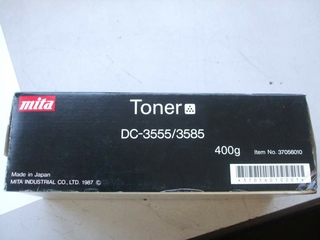 mita
Toner
DC-3555/3585
400g Item No. 37056010
Made in Japan
MITA INDUSTRIAL CO., LTD. 1987 ©